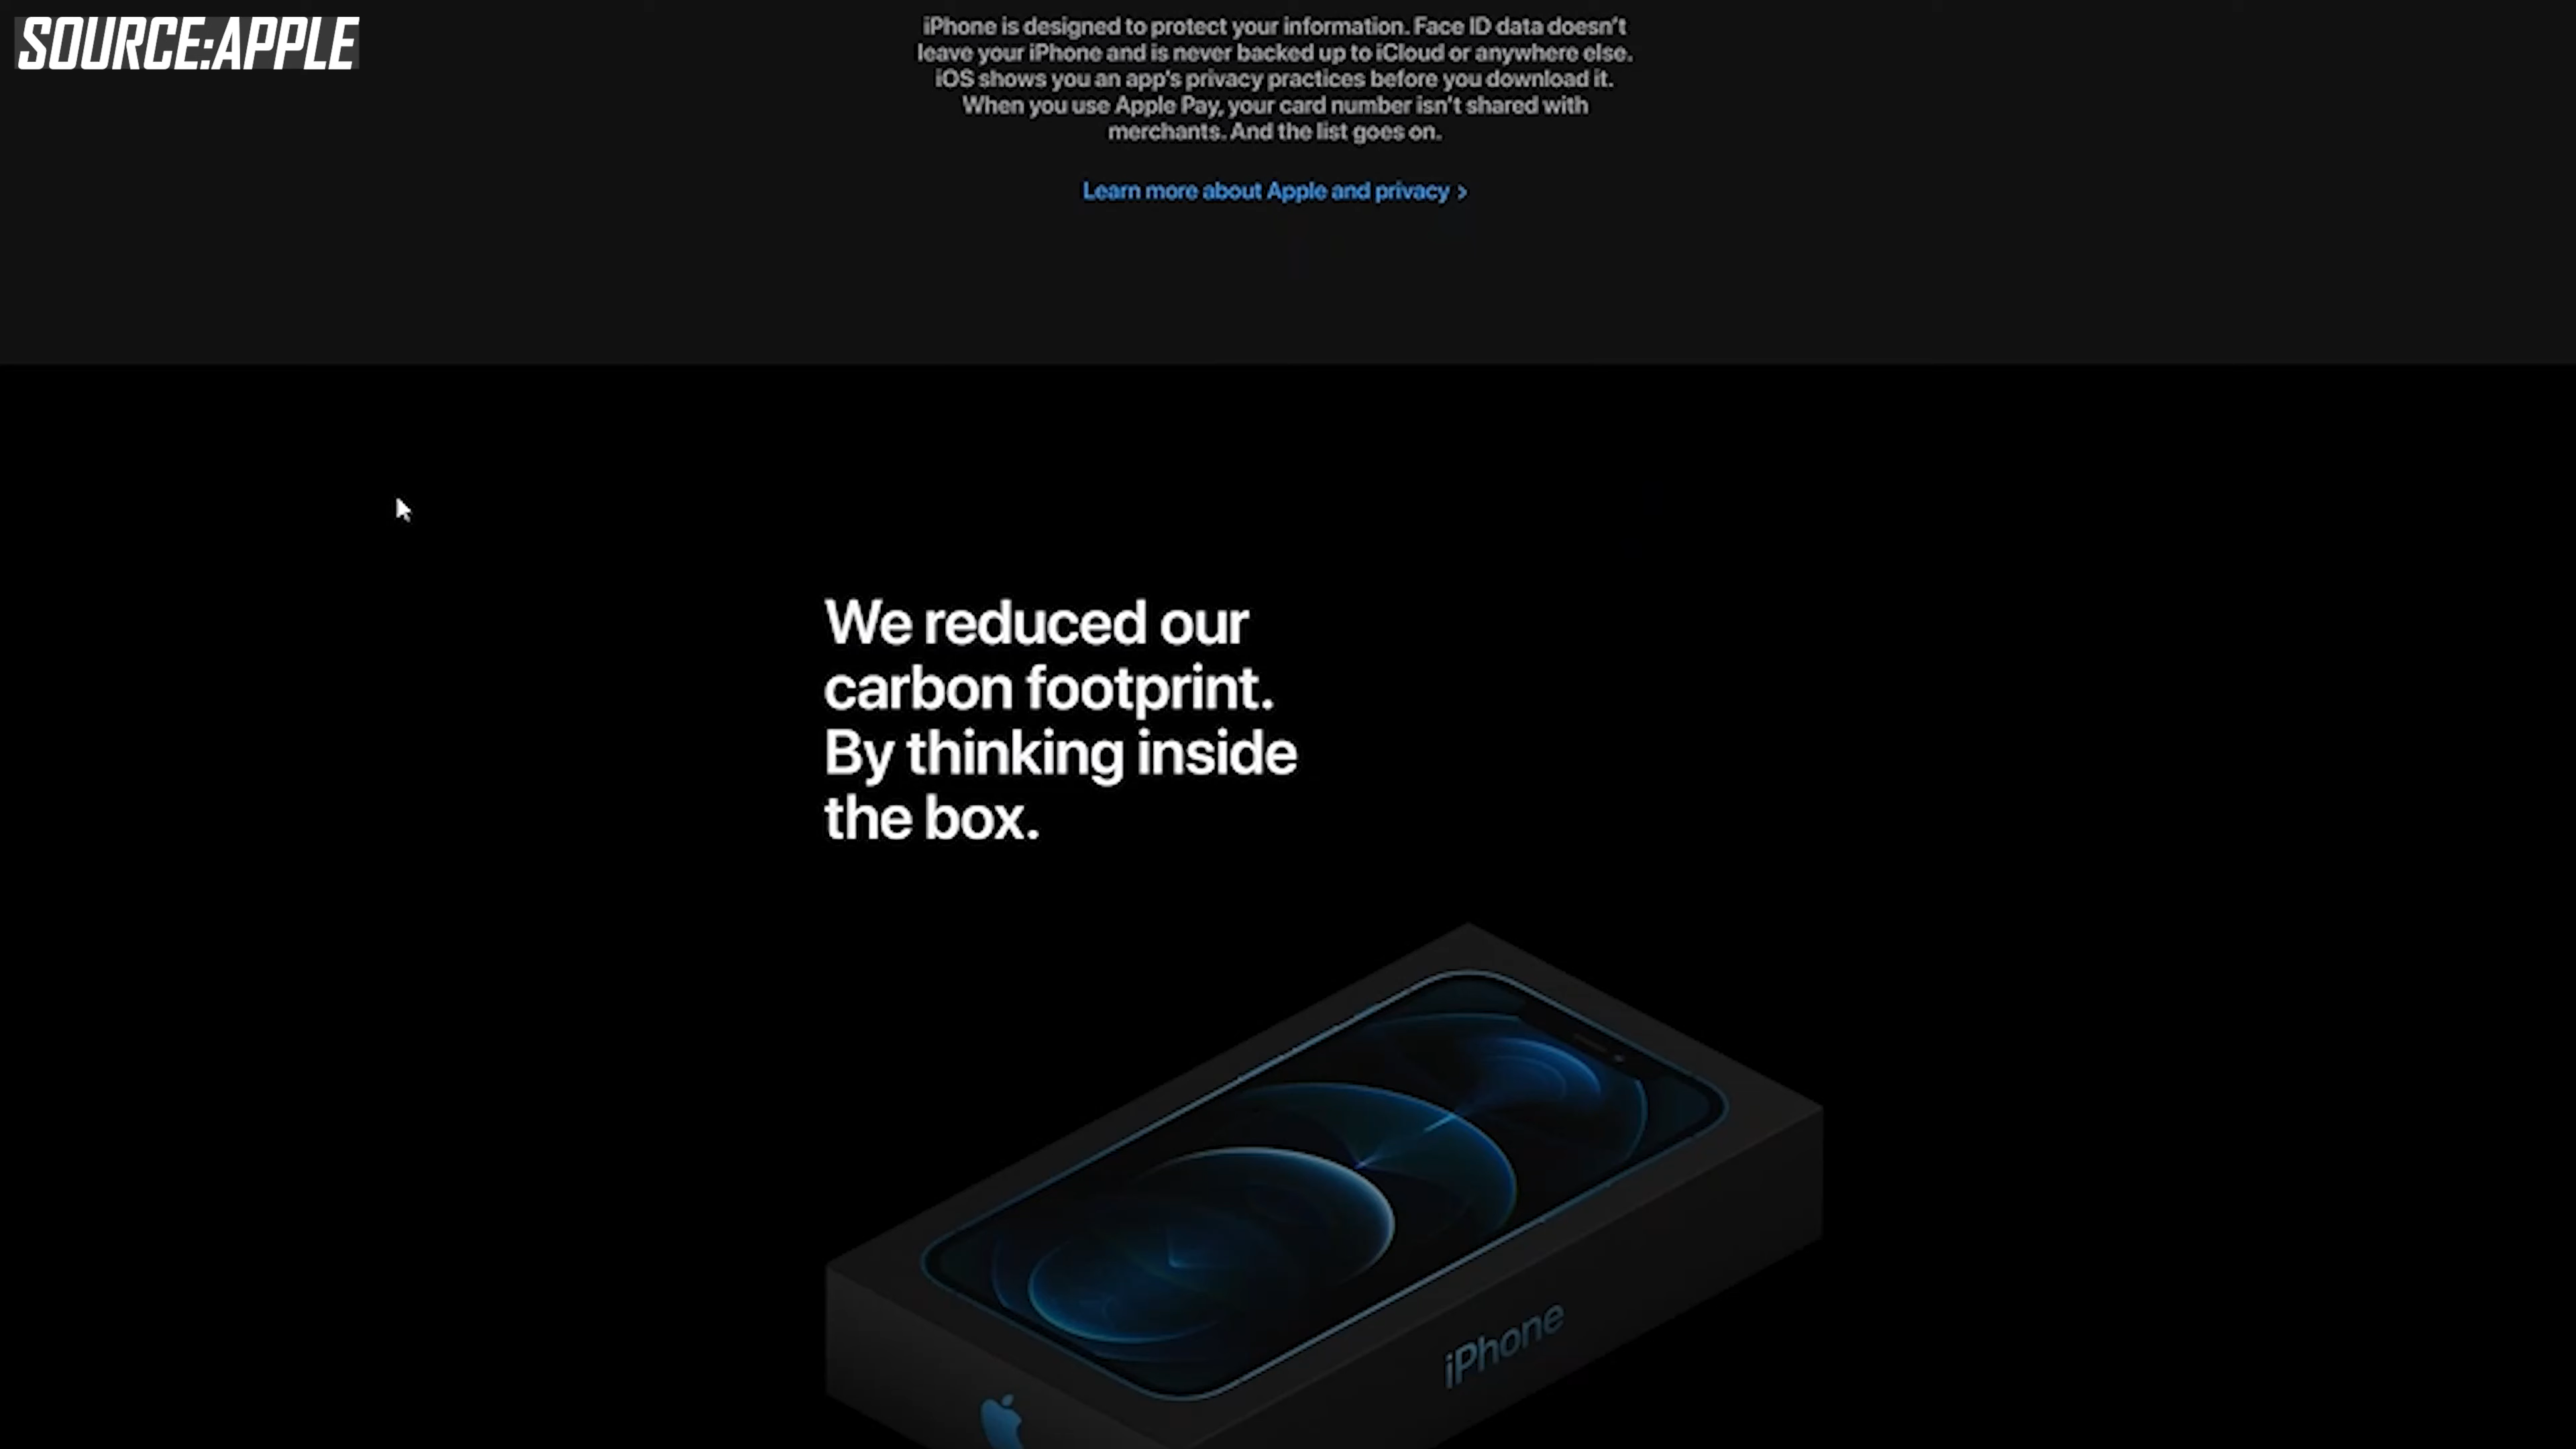 SOURCE:APPLE
iPhone is designed to protect your information. Face ID data doesn’t
leave your iPhone and is never backed up to iCloud or anywhere else.
iOS shows you an app’s privacy practices before you download it.
When you use Apple Pay, your card number isn’t shared with
merchants. And the list goes on.
Learn more about Apple and privacy >
We reduced our
carbon footprint.
By thinking inside
the box.
iPhone